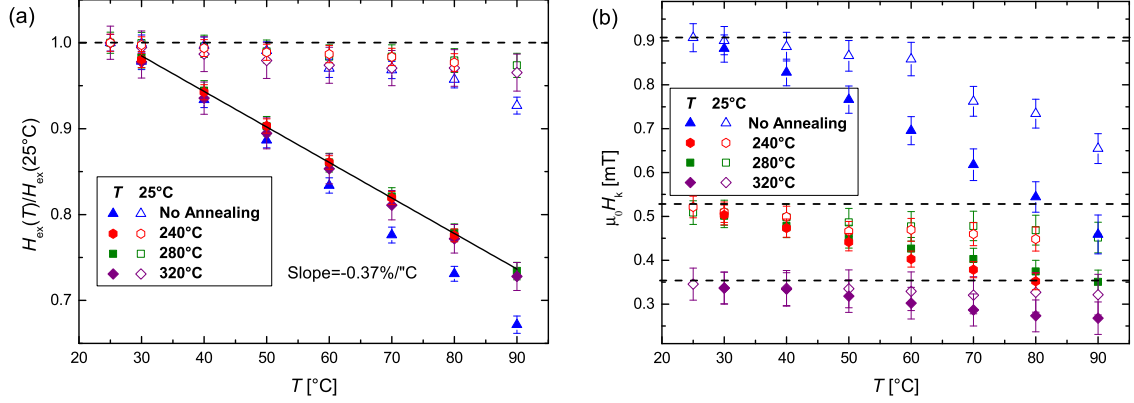 (a)
1.0
0.9
0.8
0.7
H_ex(T)/H_ex(25°C)
T 25°C
No Annealing
240°C
280°C
320°C
Slope=-0.37%/°C
20 30 40 50 60 70 80 90
T [°C]
(b)
0.9
0.8
0.7
0.6
0.5
0.4
0.3
μ₀H_k [mT]
T 25°C
No Annealing
240°C
280°C
320°C
20 30 40 50 60 70 80 90
T [°C]